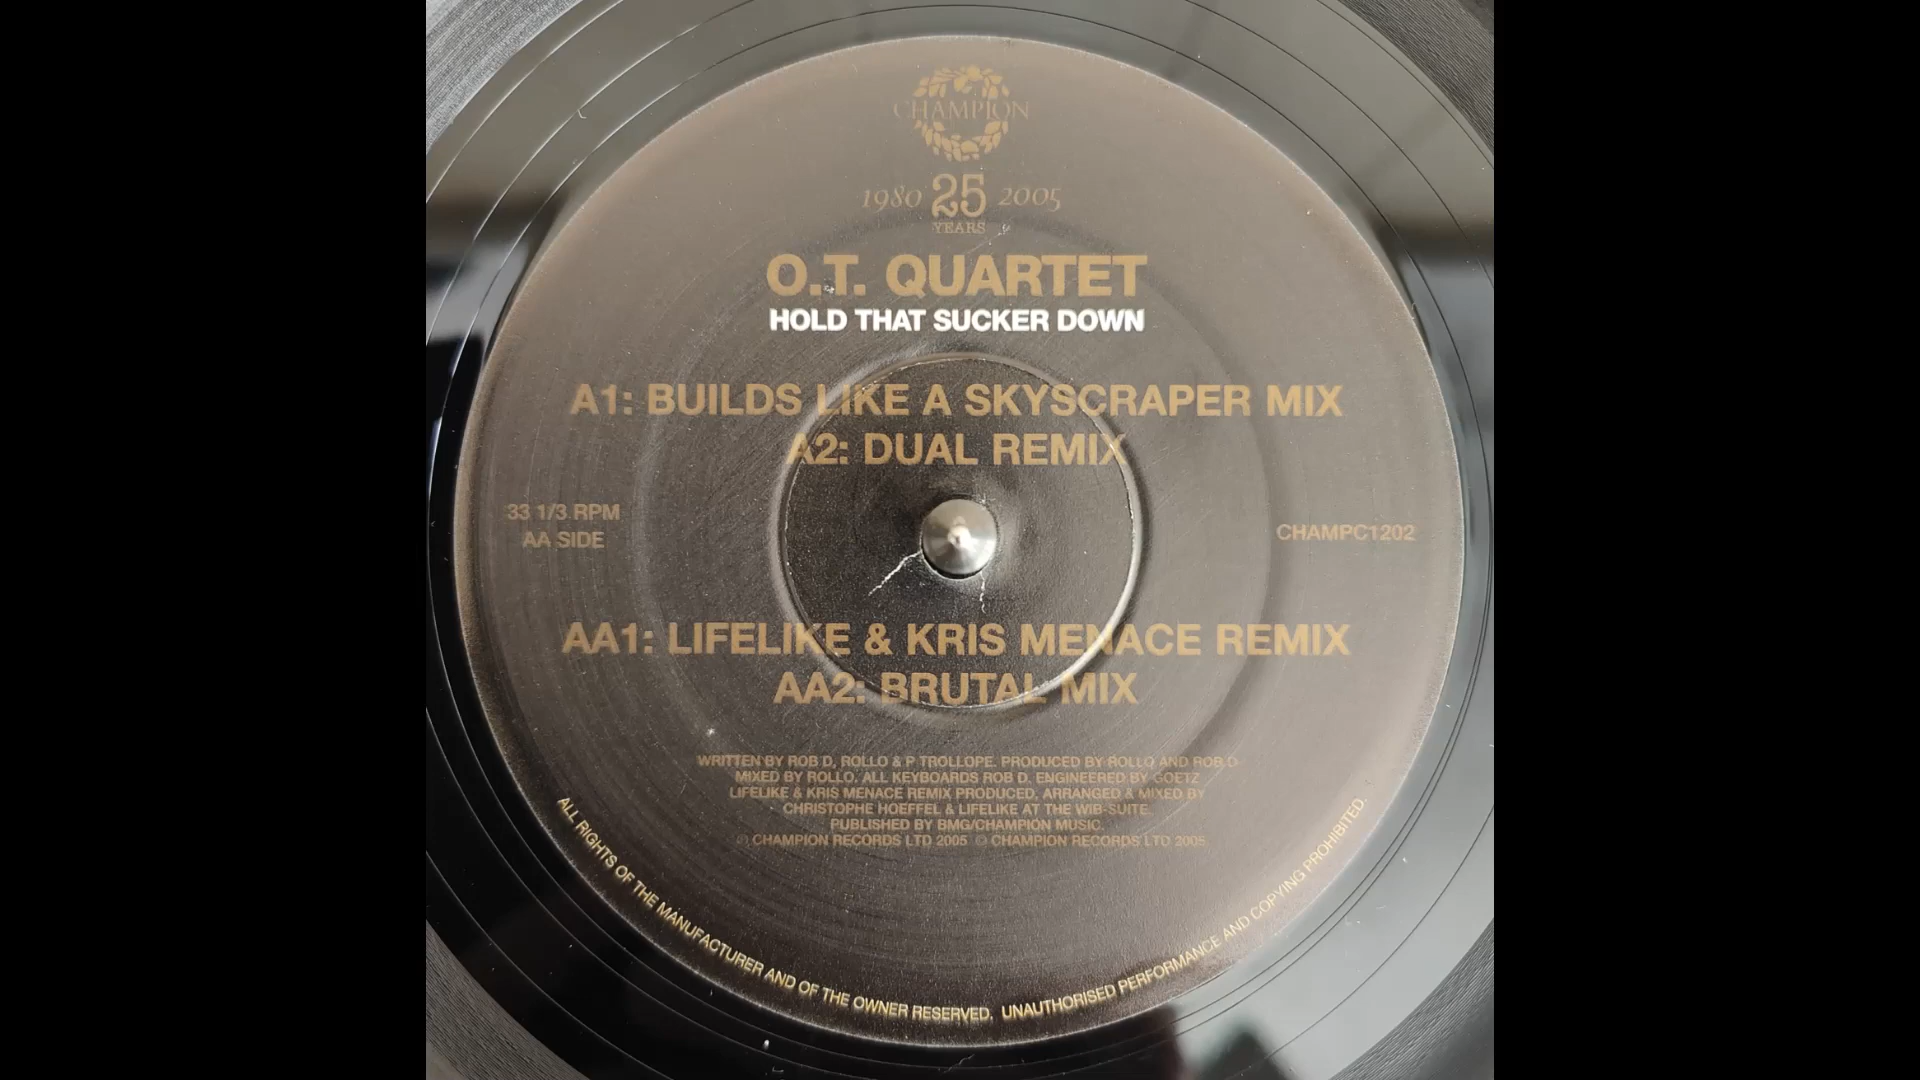 CHAMPION
1980 25 2005
YEARS
O.T. QUARTET
HOLD THAT SUCKER DOWN
A1: BUILDS LIKE A SKYSCRAPER MIX
A2: DUAL REMIX
33 1/3 RPM
AA SIDE
CHAMPC1202
AA1: LIFELIKE & KRIS MENACE REMIX
AA2: BRUTAL MIX
WRITTEN BY ROB D, ROLLO & P TROLLOPE. PRODUCED BY ROLLO AND ROB D
MIXED BY ROLLO. ALL KEYBOARDS ROB D. ENGINEERED BY GOETZ
LIFELIKE & KRIS MENACE REMIX PRODUCED, ARRANGED & MIXED BY
CHRISTOPHE HOEFFEL & LIFELIKE AT THE WIB-SUITE.
PUBLISHED BY BMG/CHAMPION MUSIC.
℗ CHAMPION RECORDS LTD 2005 © CHAMPION RECORDS LTD 2005
ALL RIGHTS OF THE MANUFACTURER AND OF THE OWNER RESERVED. UNAUTHORISED PERFORMANCE AND COPYING PROHIBITED.